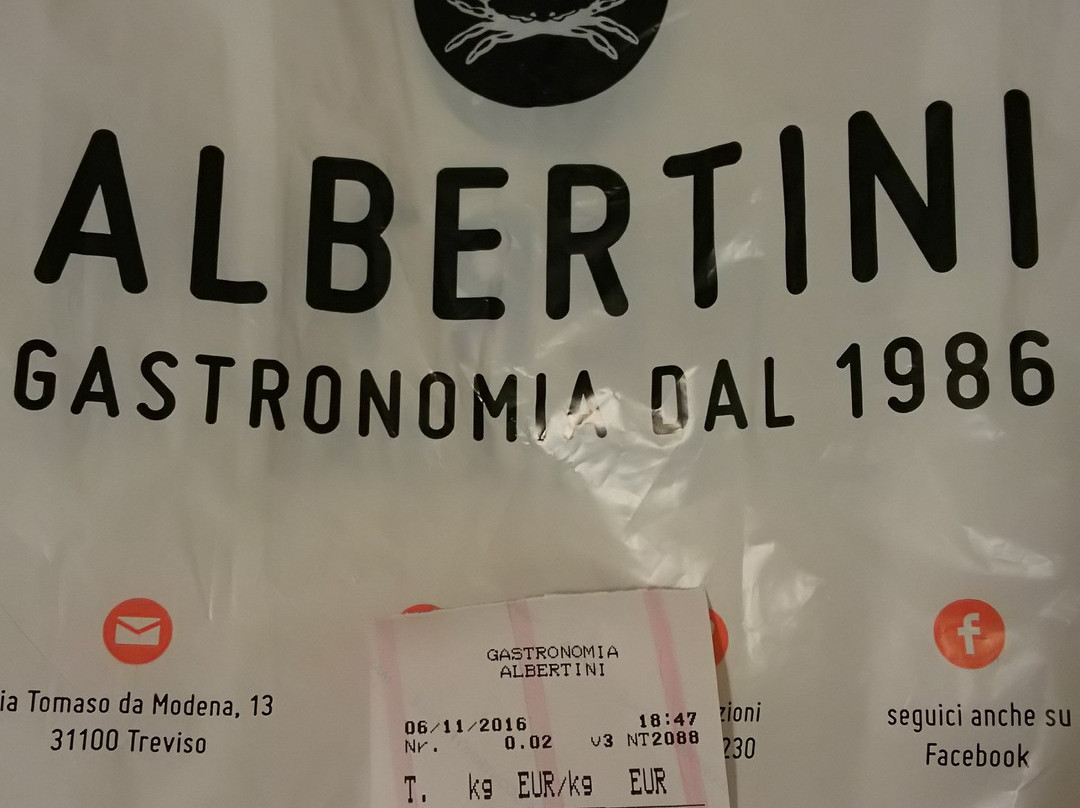 ALBERTINI
GASTRONOMIA DAL 1986
ia Tomaso da Modena, 13
31100 Treviso
GASTRONOMIA
ALBERTINI
06/11/2016 18:47
Nr. 0.02 v3 NT2088
T. kg EUR/kg EUR
zioni
230
seguici anche su
Facebook